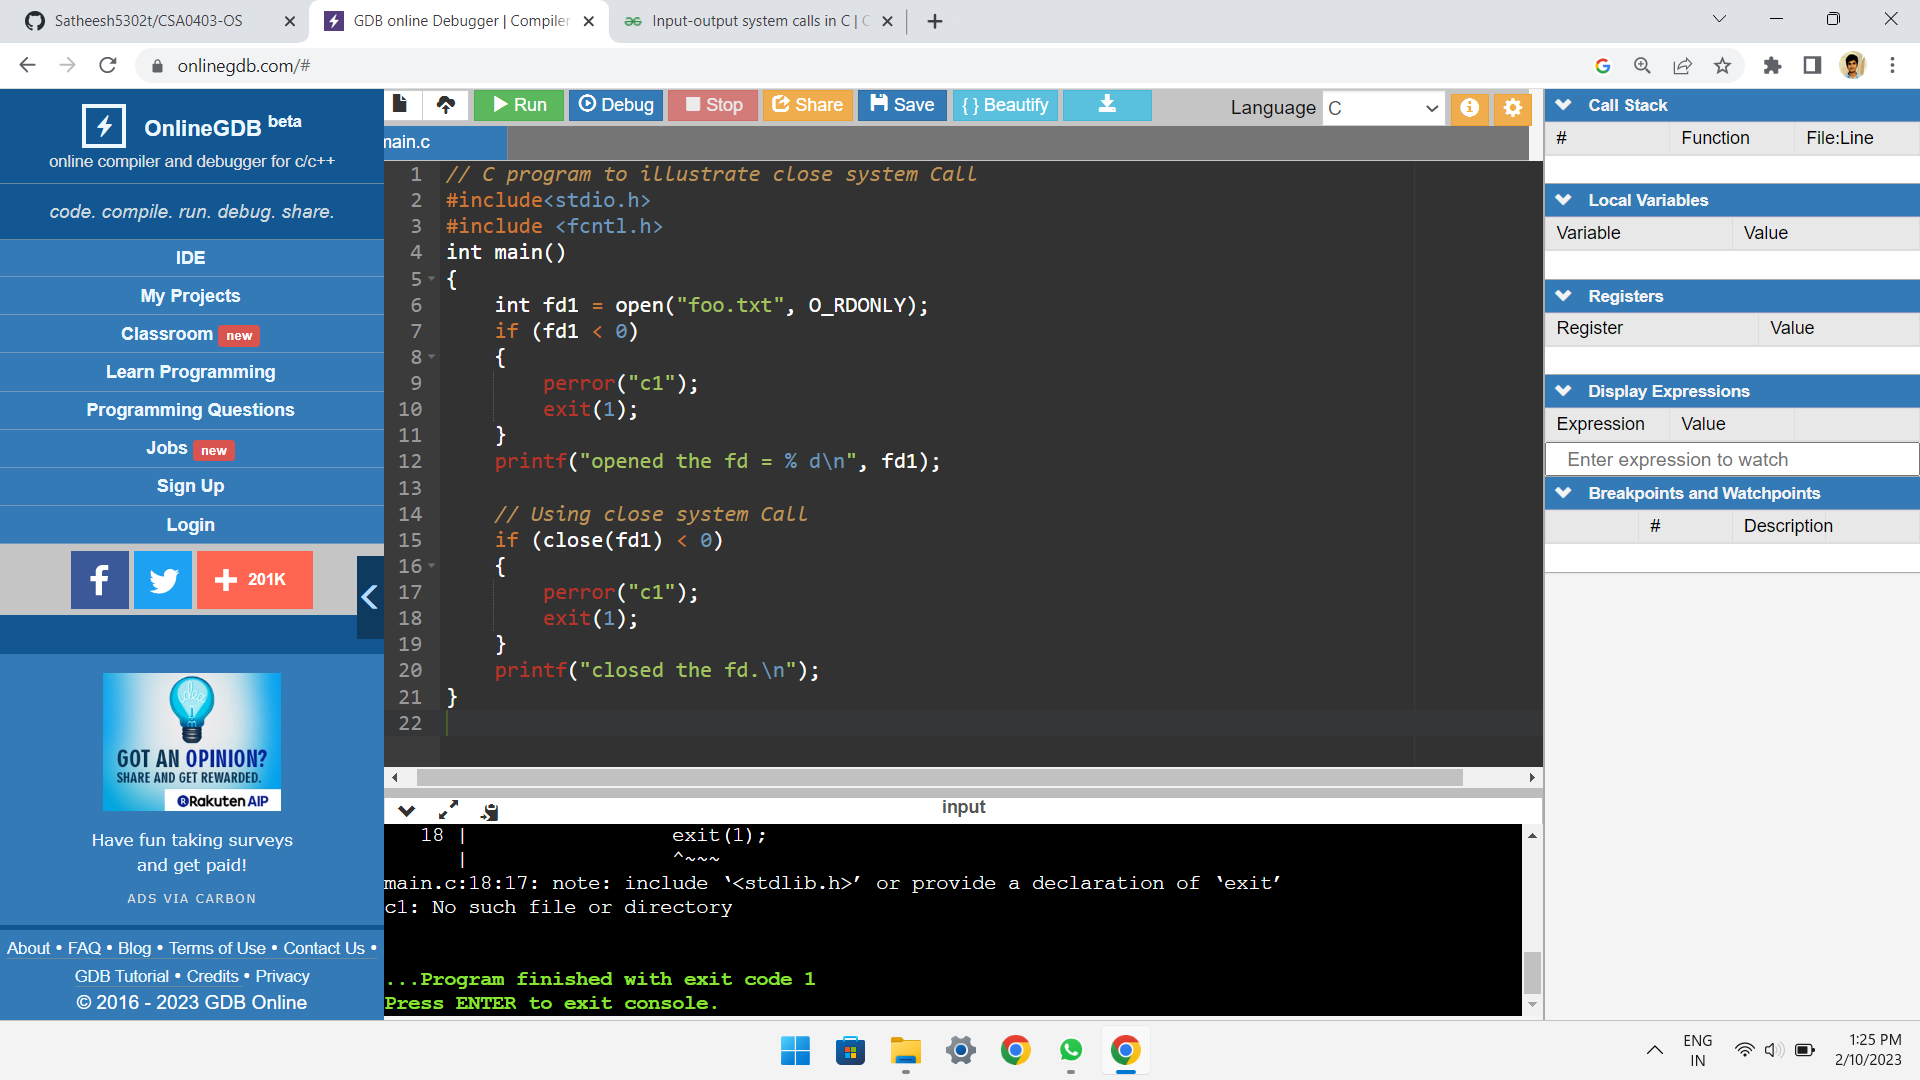 Satheesh5302t/CSA0403-OS
GDB online Debugger | Compiler
Input-output system calls in C | C
onlinegdb.com/#
OnlineGDB beta
online compiler and debugger for c/c++
code. compile. run. debug. share.
IDE
My Projects
Classroom new
Learn Programming
Programming Questions
Jobs new
Sign Up
Login
201K
idea
GOT AN OPINION?
SHARE AND GET REWARDED.
Rakuten AIP
Have fun taking surveys
and get paid!
ADS VIA CARBON
About • FAQ • Blog • Terms of Use • Contact Us •
GDB Tutorial • Credits • Privacy
© 2016 - 2023 GDB Online
Run Debug Stop Share Save { } Beautify
Language C
main.c
1 // C program to illustrate close system Call
2 #include<stdio.h>
3 #include <fcntl.h>
4 int main()
5 {
6 int fd1 = open("foo.txt", O_RDONLY);
7 if (fd1 < 0)
8 {
9 perror("c1");
10 exit(1);
11 }
12 printf("opened the fd = % d\n", fd1);
13
14 // Using close system Call
15 if (close(fd1) < 0)
16 {
17 perror("c1");
18 exit(1);
19 }
20 printf("closed the fd.\n");
21 }
22
input
18 | exit(1);
| ^~~~
main.c:18:17: note: include ‘<stdlib.h>’ or provide a declaration of ‘exit’
c1: No such file or directory
...Program finished with exit code 1
Press ENTER to exit console.
Call Stack
# Function File:Line
Local Variables
Variable Value
Registers
Register Value
Display Expressions
Expression Value
Enter expression to watch
Breakpoints and Watchpoints
# Description
ENG
IN
1:25 PM
2/10/2023